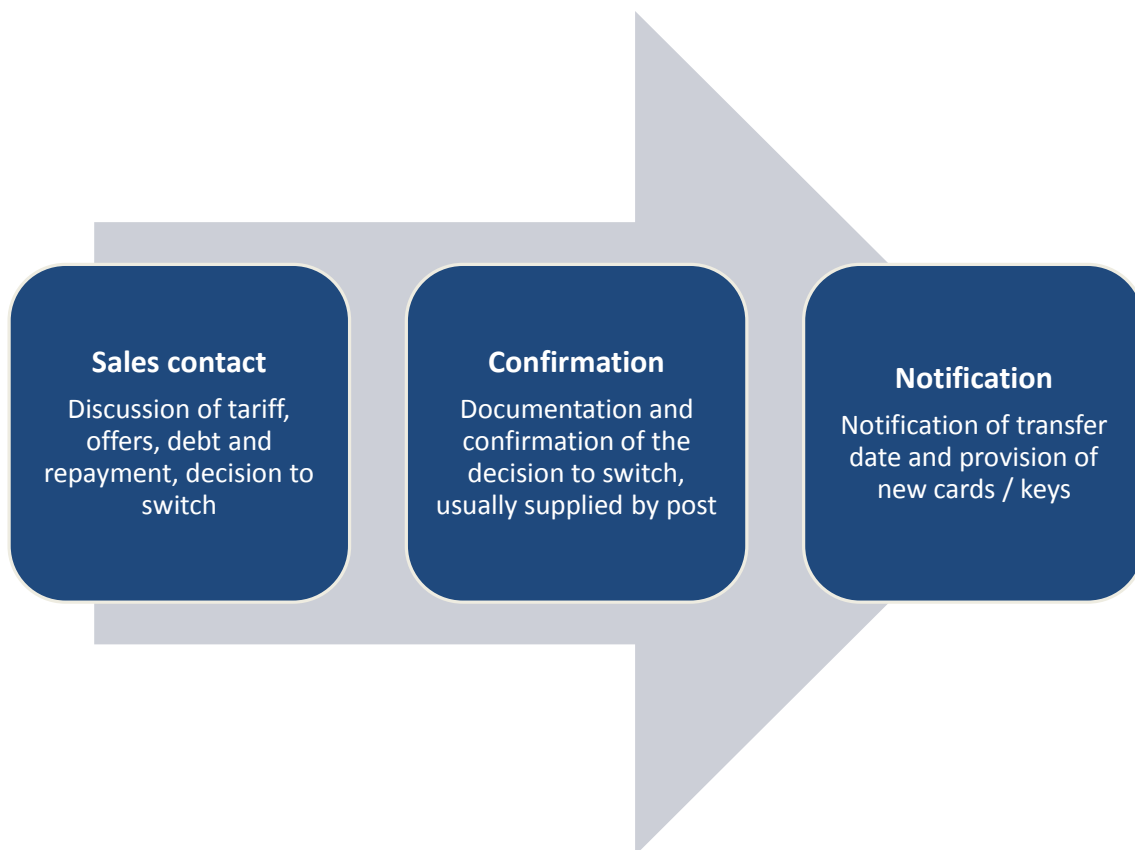 Sales contact
Discussion of tariff,
offers, debt and
repayment, decision to
switch
Confirmation
Documentation and
confirmation of the
decision to switch,
usually supplied by post
Notification
Notification of transfer
date and provision of
new cards / keys